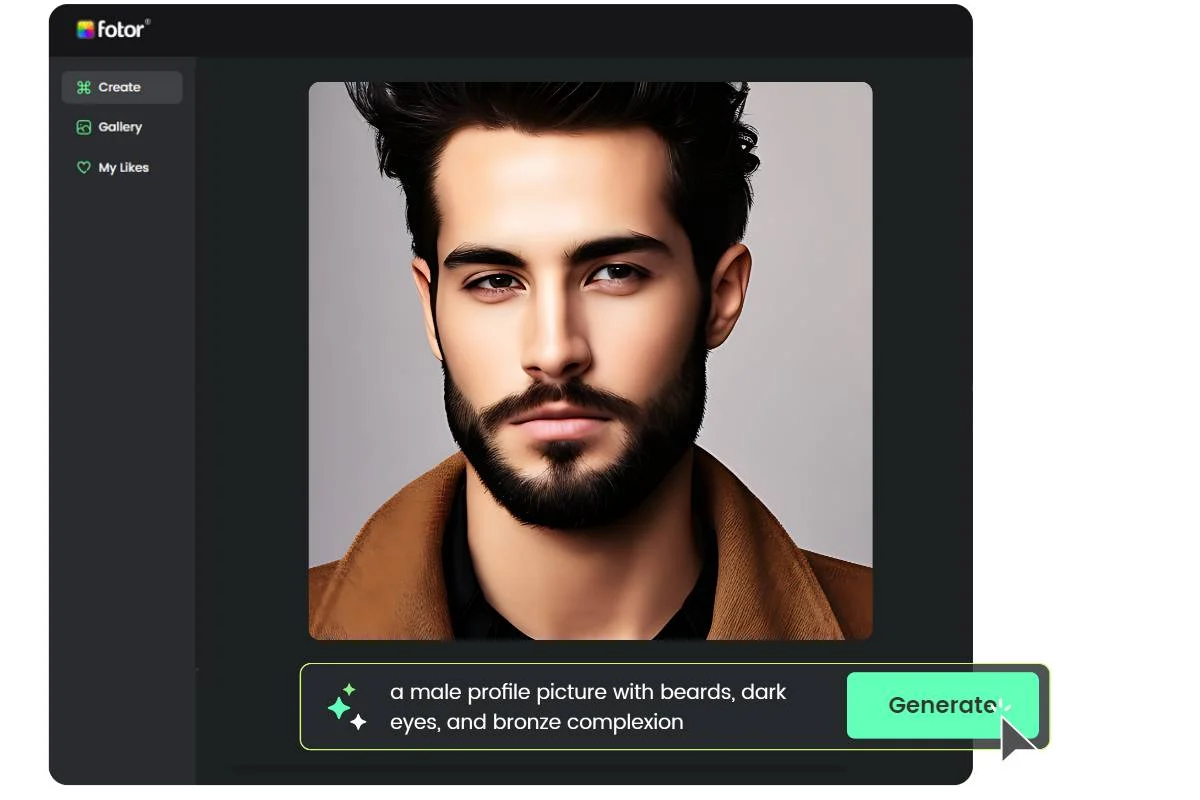 fotor®
Create
Gallery
My Likes
a male profile picture with beards, dark
eyes, and bronze complexion
Generate